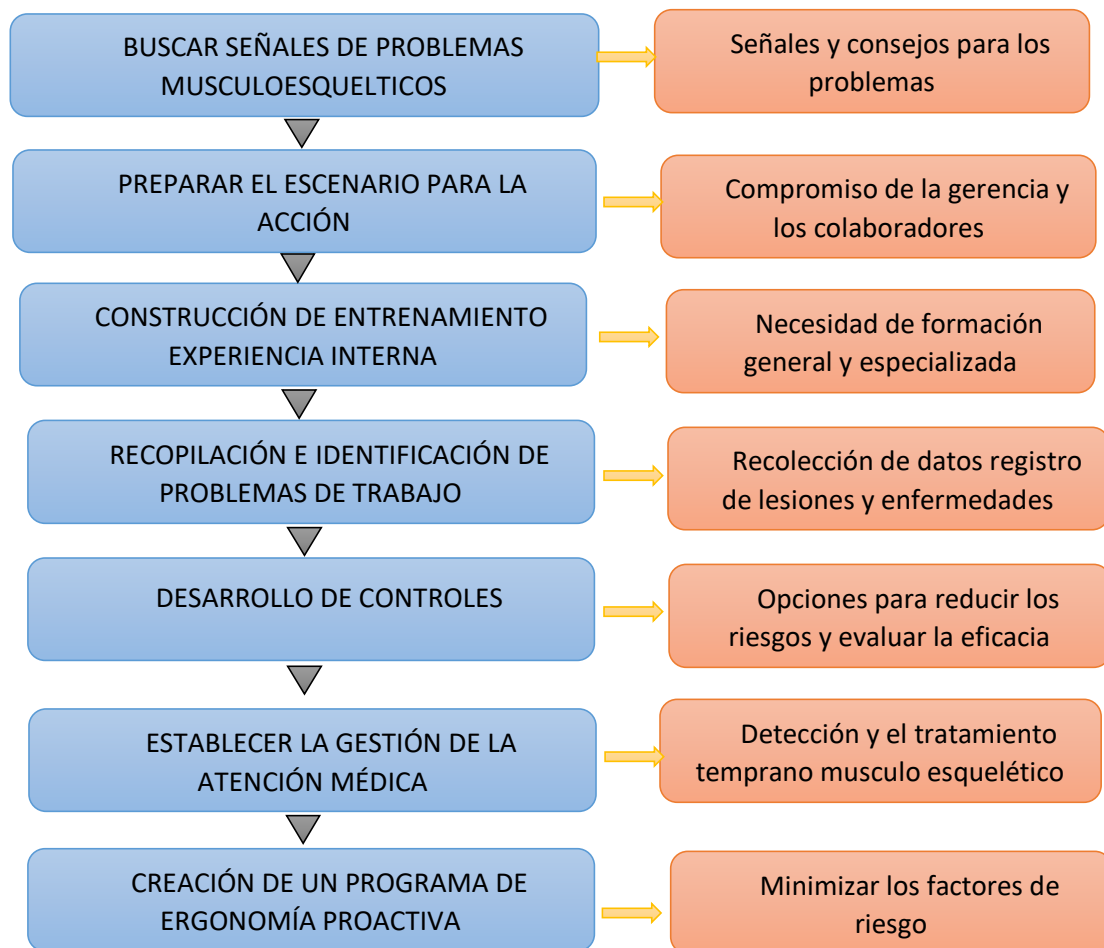 BUSCAR SEÑALES DE PROBLEMAS
MUSCULOESQUELTICOS
Señales y consejos para los
problemas
PREPARAR EL ESCENARIO PARA LA
ACCIÓN
Compromiso de la gerencia y
los colaboradores
CONSTRUCCIÓN DE ENTRENAMIENTO
EXPERIENCIA INTERNA
Necesidad de formación
general y especializada
RECOPILACIÓN E IDENTIFICACIÓN DE
PROBLEMAS DE TRABAJO
Recolección de datos registro
de lesiones y enfermedades
DESARROLLO DE CONTROLES
Opciones para reducir los
riesgos y evaluar la eficacia
ESTABLECER LA GESTIÓN DE LA
ATENCIÓN MÉDICA
Detección y el tratamiento
temprano musculo esquelético
CREACIÓN DE UN PROGRAMA DE
ERGONOMÍA PROACTIVA
Minimizar los factores de
riesgo